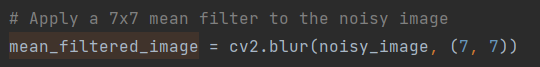 # Apply a 7x7 mean filter to the noisy image
mean_filtered_image = cv2.blur(noisy_image, (7, 7))